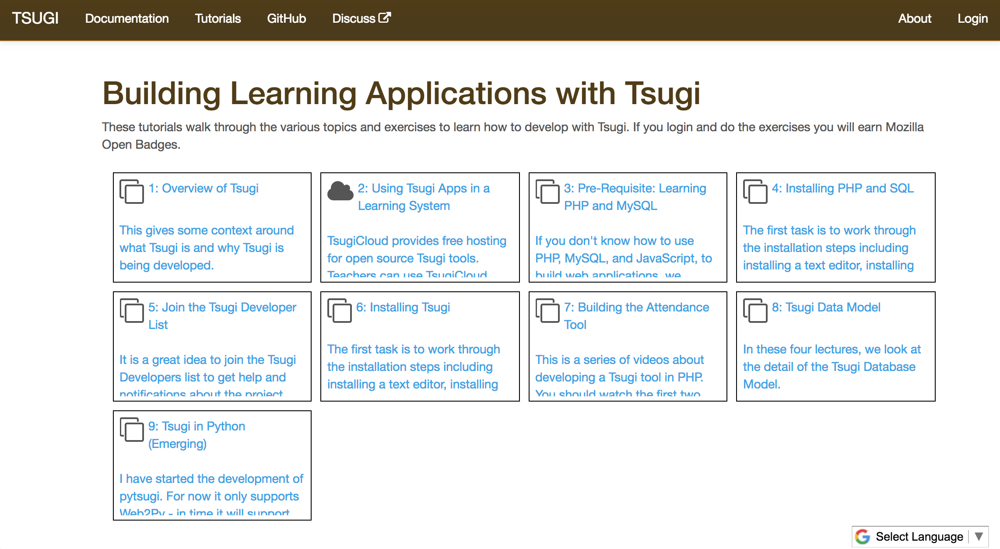 TSUGI Documentation Tutorials GitHub Discuss About Login
Building Learning Applications with Tsugi
These tutorials walk through the various topics and exercises to learn how to develop with Tsugi. If you login and do the exercises you will earn Mozilla
Open Badges.
1: Overview of Tsugi
This gives some context around
what Tsugi is and why Tsugi is
being developed.
2: Using Tsugi Apps in a
Learning System
TsugiCloud provides free hosting
for open source Tsugi tools.
Teachers can use TsugiCloud
3: Pre-Requisite: Learning
PHP and MySQL
If you don't know how to use
PHP, MySQL, and JavaScript, to
build web applications, we
4: Installing PHP and SQL
The first task is to work through
the installation steps including
installing a text editor, installing
5: Join the Tsugi Developer
List
It is a great idea to join the Tsugi
Developers list to get help and
notifications about the project
6: Installing Tsugi
The first task is to work through
the installation steps including
installing a text editor, installing
7: Building the Attendance
Tool
This is a series of videos about
developing a Tsugi tool in PHP.
You should watch the first two
8: Tsugi Data Model
In these four lectures, we look at
the detail of the Tsugi Database
Model.
9: Tsugi in Python
(Emerging)
I have started the development of
pytsugi. For now it only supports
Web2Py - in time it will support
Select Language